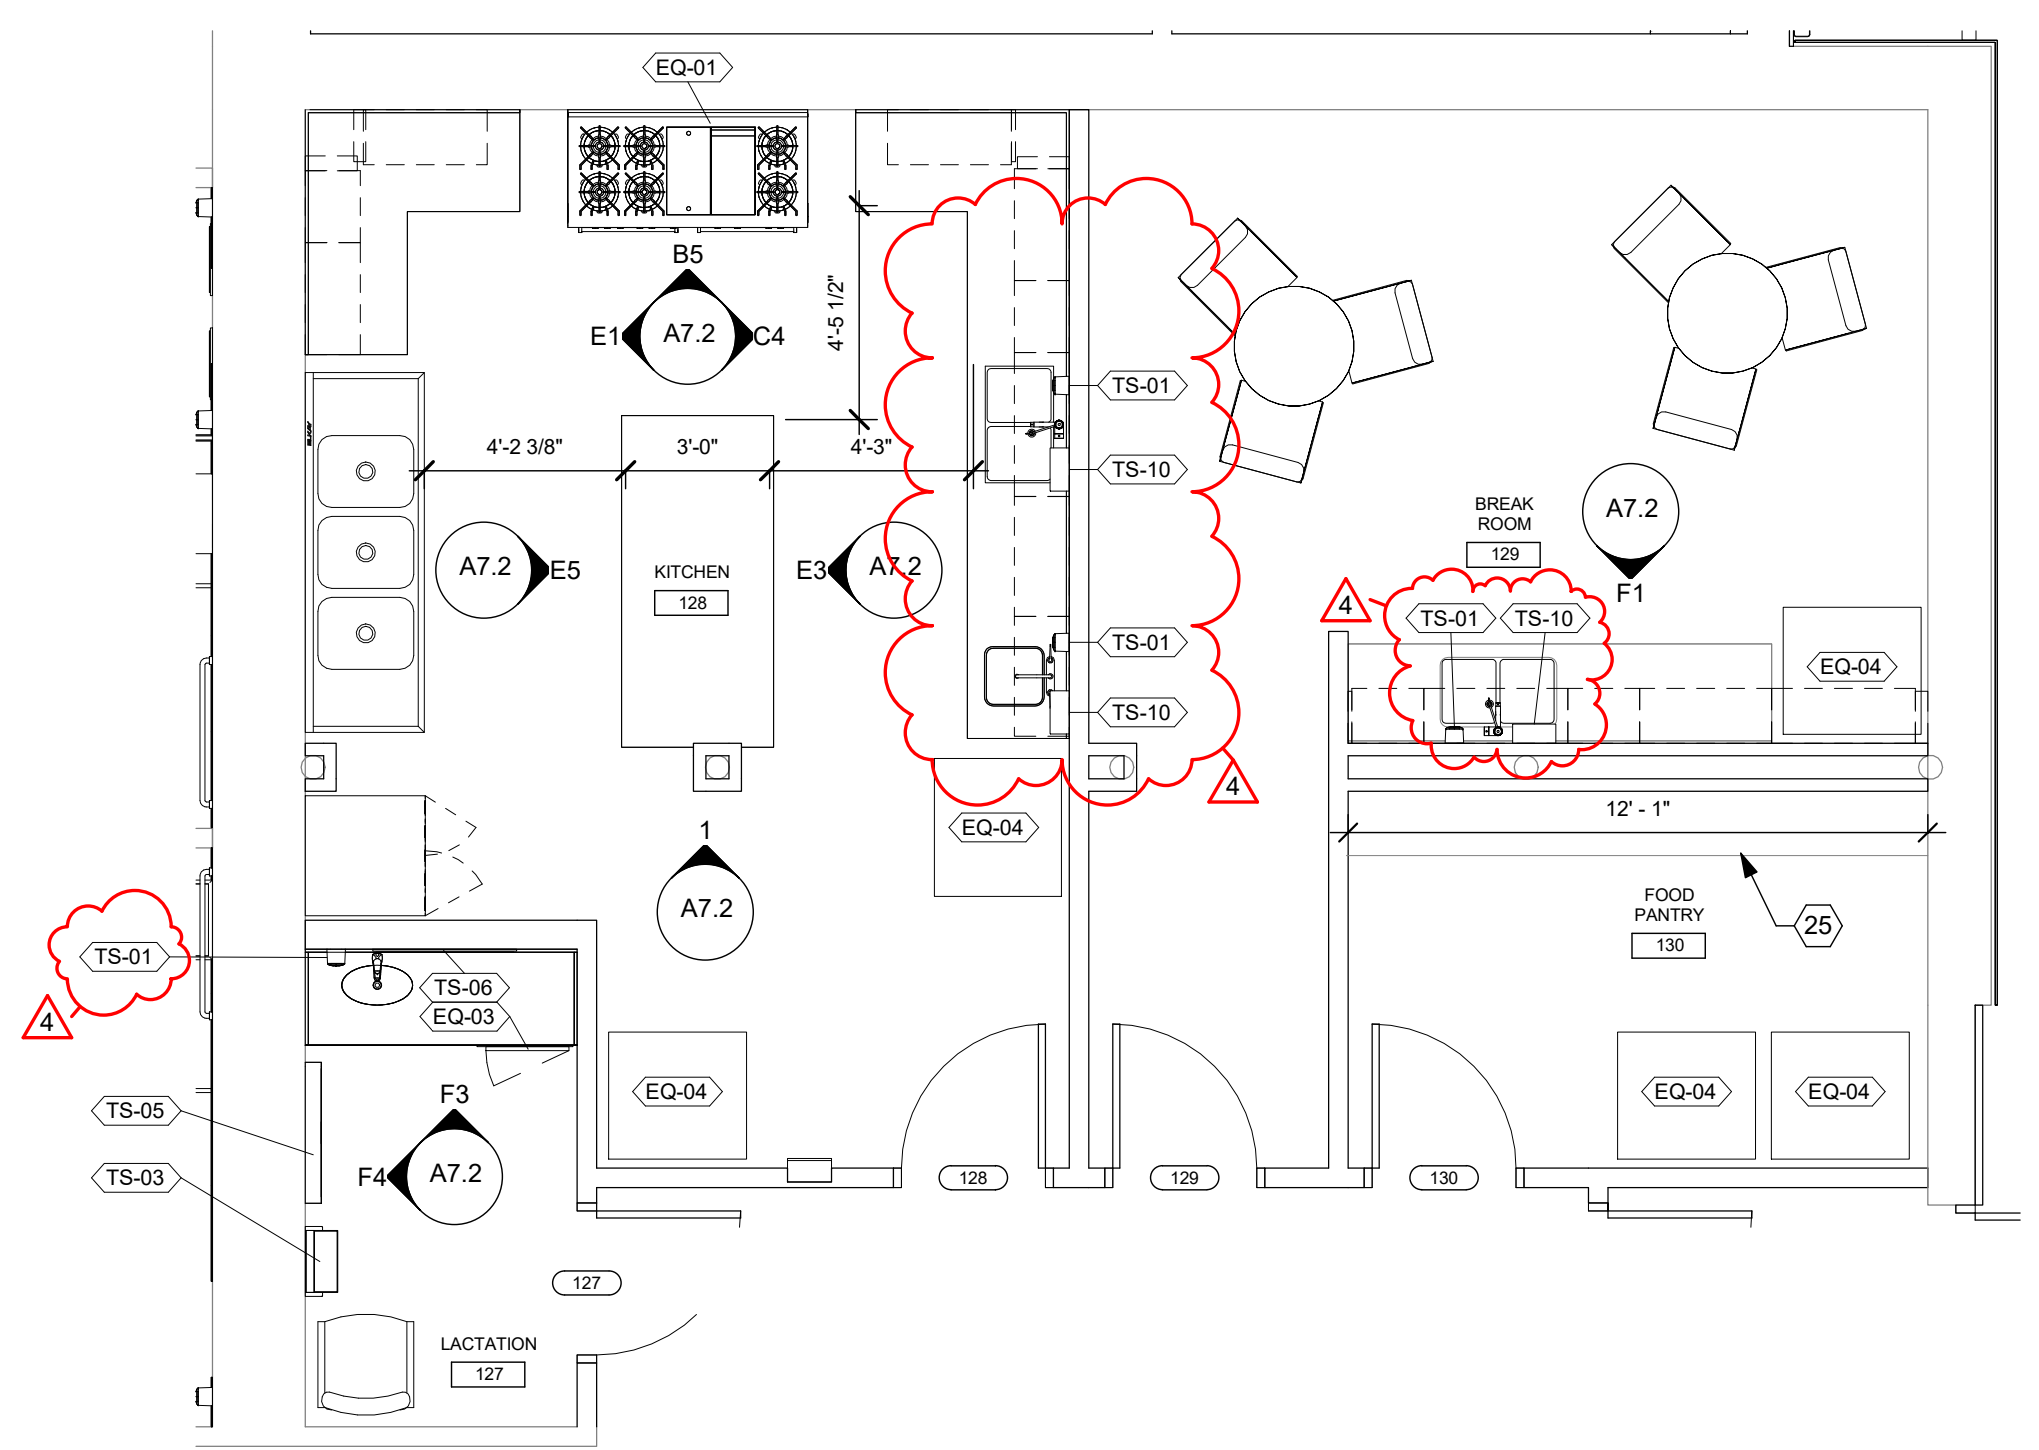 EQ-01
B5
E1
A7.2
C4
4'-5 1/2"
TS-01
4'-2 3/8"
3'-0"
4'-3"
TS-10
BREAK
ROOM
129
A7.2
F1
A7.2
E5
KITCHEN
128
E3
A7.2
4
TS-01
TS-10
TS-01
EQ-04
TS-10
4
12' - 1"
EQ-04
1
A7.2
FOOD
PANTRY
130
25
TS-01
TS-06
EQ-03
4
EQ-04
EQ-04
EQ-04
TS-05
F3
F4
A7.2
TS-03
128
129
130
127
LACTATION
127